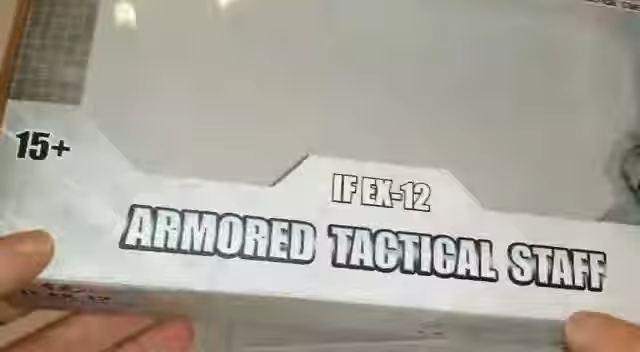 15+
IF EX-12
ARMORED TACTICAL STAFF